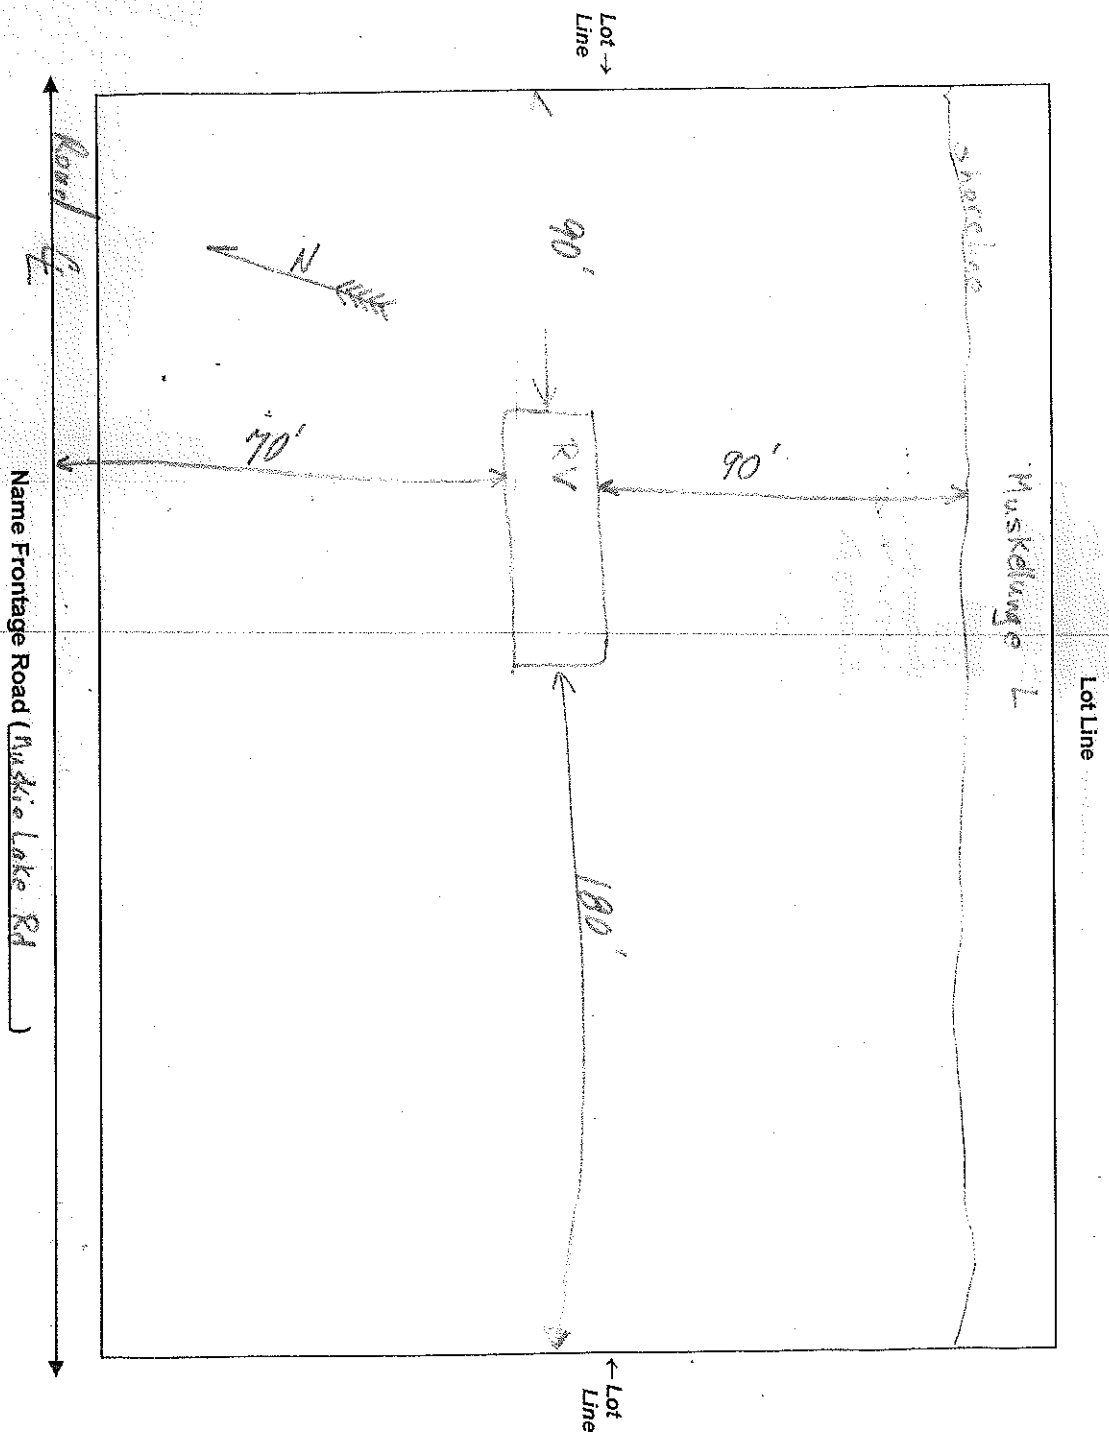 Lot Line
Muskellunge L
shoreline
Lot →
Line
← Lot
Line
90'
90'
RV
180'
N
70'
Road ℄
Name Frontage Road (Muskie Lake Rd)